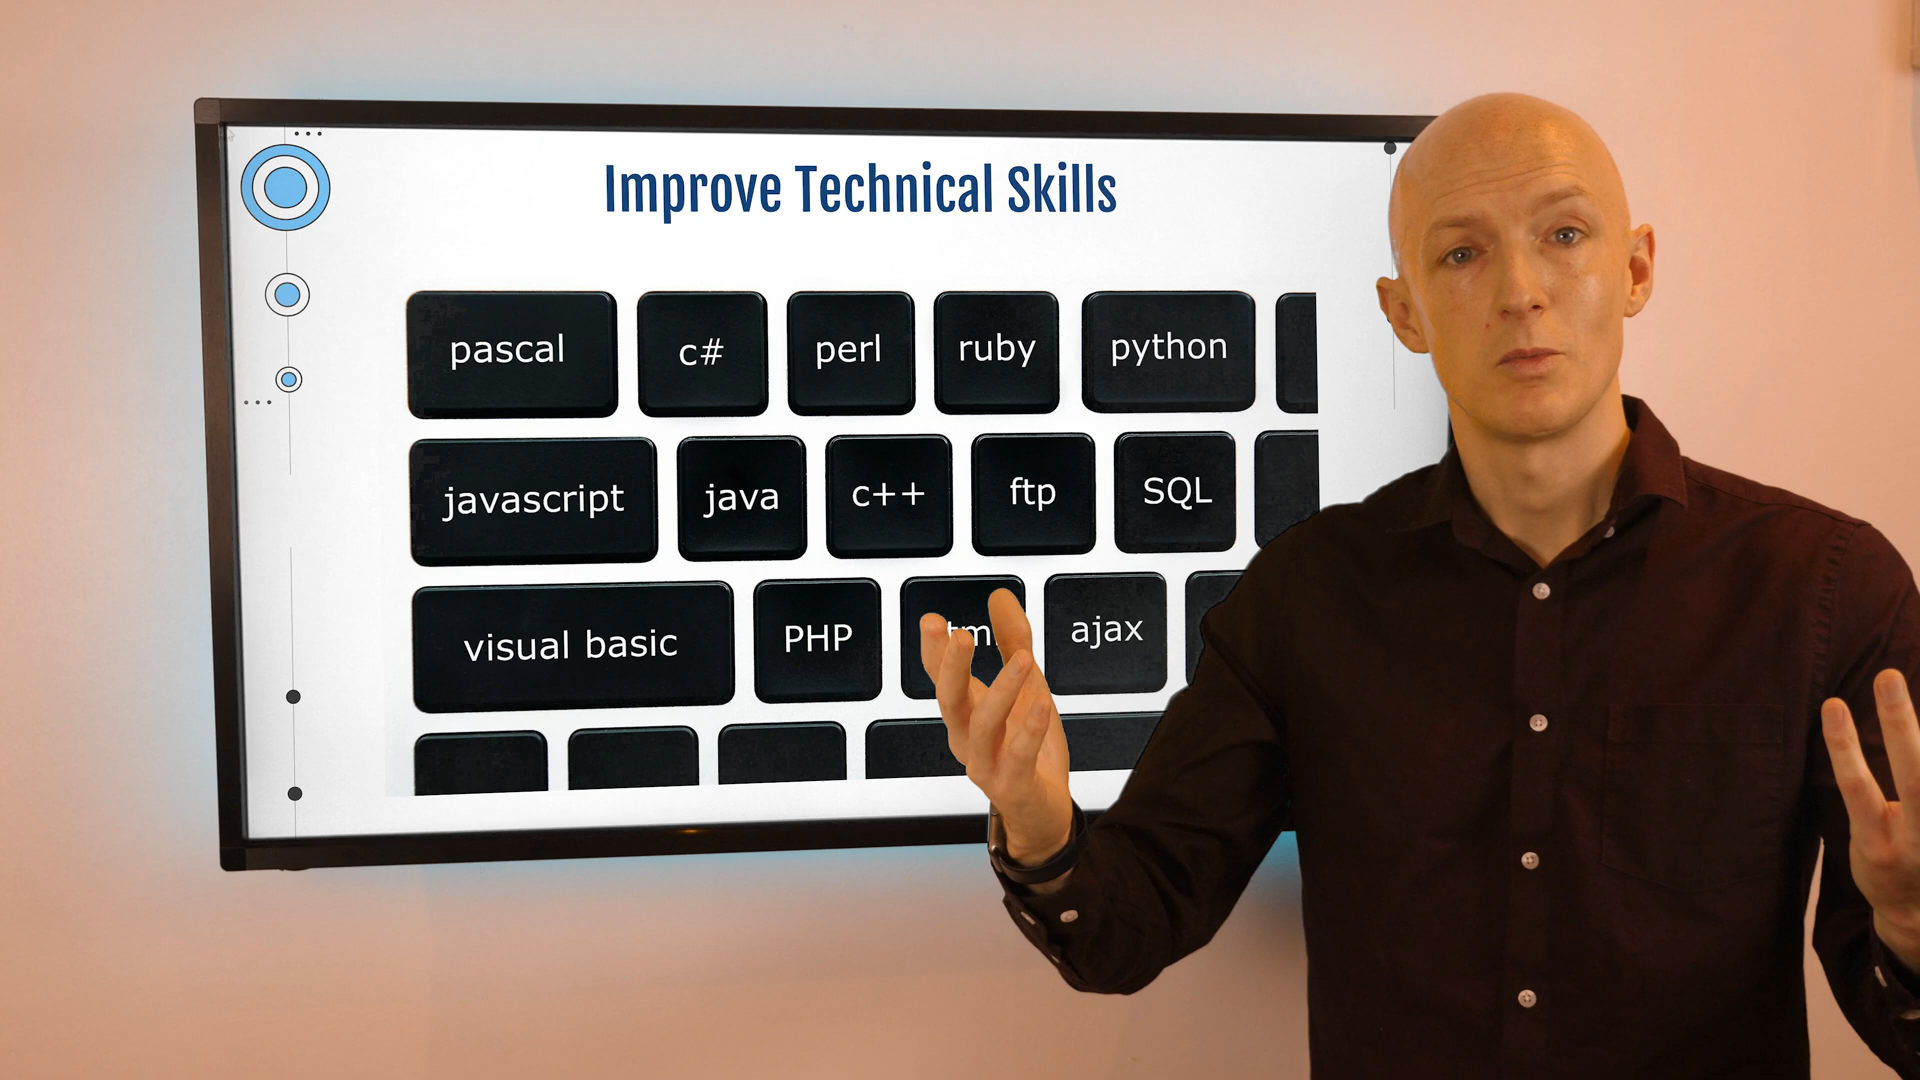 Improve Technical Skills
pascal c# perl ruby python
javascript java c++ ftp SQL
visual basic PHP ajax